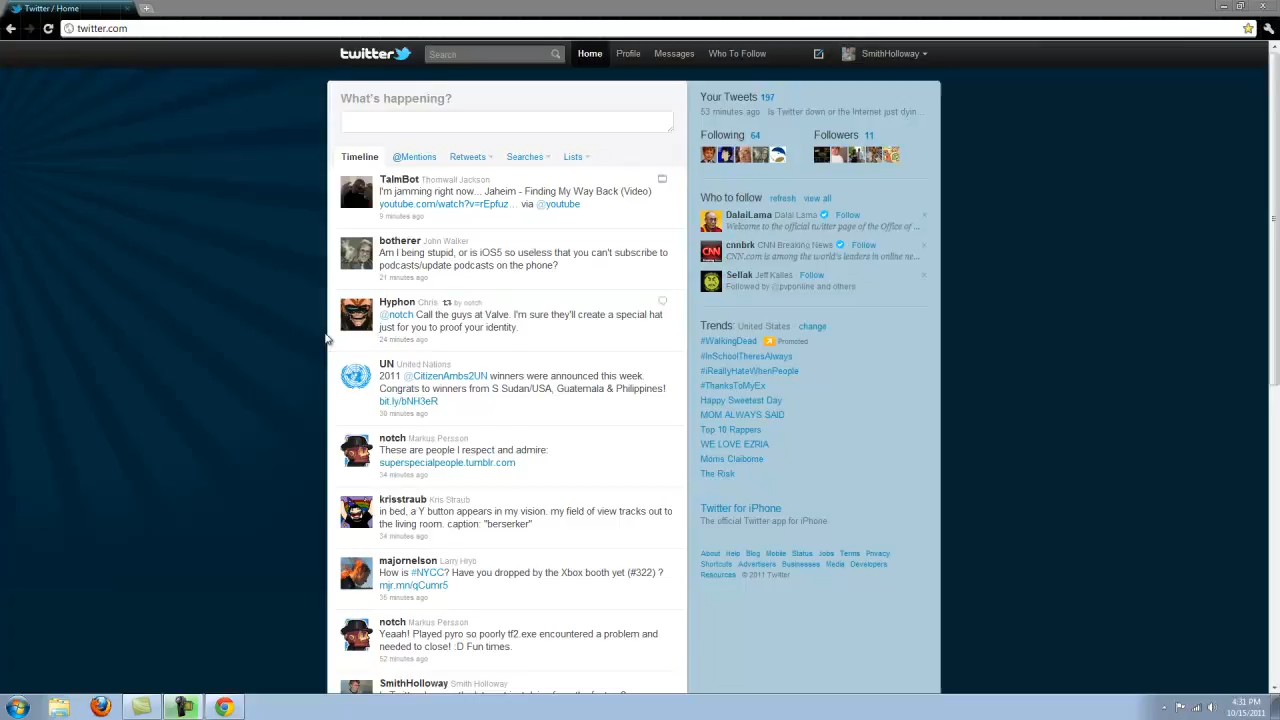 Twitter / Home
twitter.com
twitter
Search
Home
Profile
Messages
Who To Follow
SmithHolloway
What's happening?
Timeline
@Mentions
Retweets
Searches
Lists
TalmBot Thornwall Jackson
I'm jamming right now... Jaheim - Finding My Way Back (Video)
youtube.com/watch?v=rEpfuz... via @youtube
9 minutes ago
botherer John Walker
Am I being stupid, or is iOS5 so useless that you can't subscribe to
podcasts/update podcasts on the phone?
21 minutes ago
Hyphon Chris by notch
@notch Call the guys at Valve. I'm sure they'll create a special hat
just for you to proof your identity.
24 minutes ago
UN United Nations
2011 @CitizenAmbs2UN winners were announced this week.
Congrats to winners from S Sudan/USA, Guatemala & Philippines!
bit.ly/bNH3eR
minutes ago
notch Markus Persson
These are people I respect and admire:
superspecialpeople.tumblr.com
34 minutes ago
krisstraub Kris Straub
in bed, a Y button appears in my vision. my field of view tracks out to
the living room. caption: "berserker"
34 minutes ago
majornelson Larry Hryb
How is #NYCC? Have you dropped by the Xbox booth yet (#322) ?
mjr.mn/qCumr5
35 minutes ago
notch Markus Persson
Yeaah! Played pyro so poorly tf2.exe encountered a problem and
needed to close! :D Fun times.
52 minutes ago
SmithHolloway Smith Holloway
Your Tweets 197
53 minutes ago Is Twitter down or the Internet just dyin...
Following 64
Followers 11
Who to follow refresh view all
DalaiLama Dalai Lama Follow
Welcome to the official twitter page of the Office of ...
cnnbrk CNN Breaking News Follow
CNN.com is among the world's leaders in online ne...
Sellak Jeff Kalles Follow
Followed by @pvponline and others
Trends: United States change
#WalkingDead Promoted
#InSchoolTheresAlways
#iReallyHateWhenPeople
#ThanksToMyEx
Happy Sweetest Day
MOM ALWAYS SAID
Top 10 Rappers
WE LOVE EZRIA
Morris Claiborne
The Risk
Twitter for iPhone
The official Twitter app for iPhone
About Help Blog Mobile Status Jobs Terms Privacy
Shortcuts Advertisers Businesses Media Developers
Resources © 2011 Twitter
4:31 PM
10/15/2011